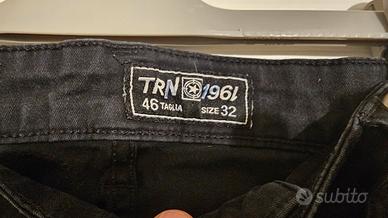 TRN 1961
46 TAGLIA SIZE 32
subito